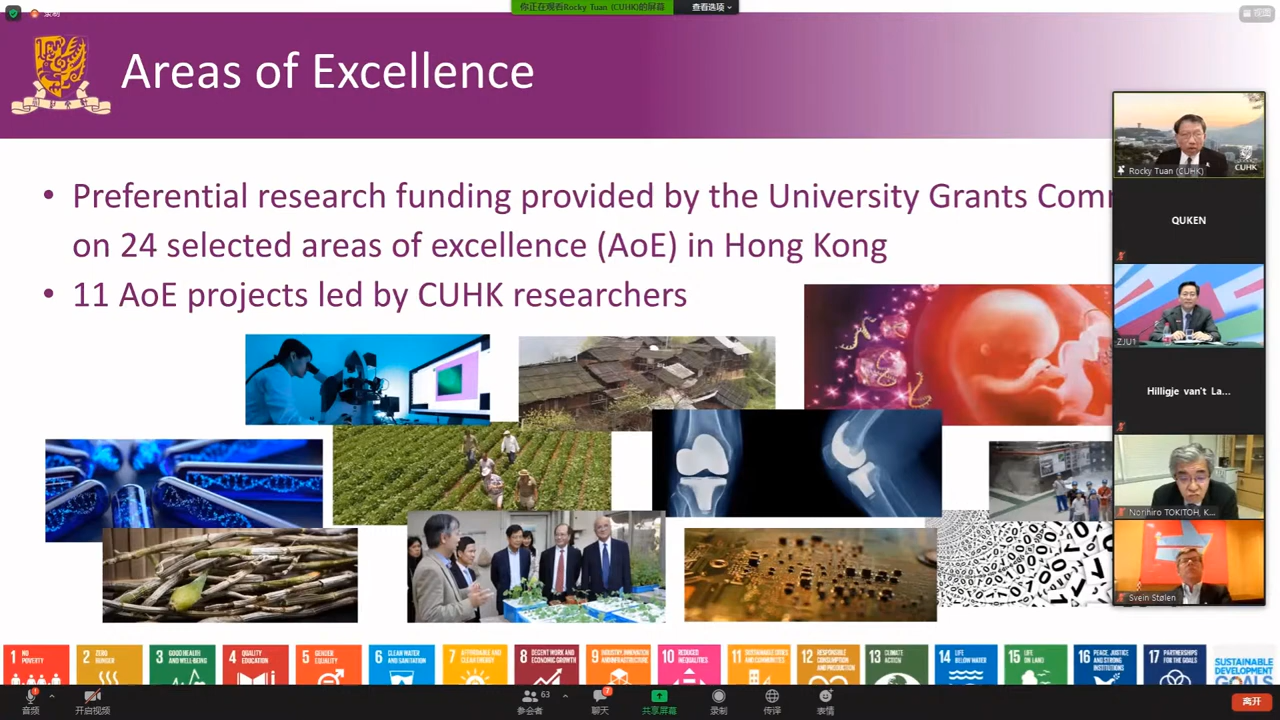 你正在观看Rocky Tuan (CUHK)的屏幕
查看选项
视图
Areas of Excellence
• Preferential research funding provided by the University Grants Comm
on 24 selected areas of excellence (AoE) in Hong Kong
• 11 AoE projects led by CUHK researchers
CUHK
Rocky Tuan (CUHK)
QUKEN
ZJU1
Hilligje van't La...
Norihiro TOKITOH, K...
Svein Stølen
1 NO POVERTY
2 ZERO HUNGER
3 GOOD HEALTH AND WELL-BEING
4 QUALITY EDUCATION
5 GENDER EQUALITY
6 CLEAN WATER AND SANITATION
7 AFFORDABLE AND CLEAN ENERGY
8 DECENT WORK AND ECONOMIC GROWTH
9 INDUSTRY, INNOVATION AND INFRASTRUCTURE
10 REDUCED INEQUALITIES
11 SUSTAINABLE CITIES AND COMMUNITIES
12 RESPONSIBLE CONSUMPTION AND PRODUCTION
13 CLIMATE ACTION
14 LIFE BELOW WATER
15 LIFE ON LAND
16 PEACE, JUSTICE AND STRONG INSTITUTIONS
17 PARTNERSHIPS FOR THE GOALS
SUSTAINABLE DEVELOPMENT GOALS
音频
开启视频
63
参会者
7
聊天
共享屏幕
录制
传译
表情
离开